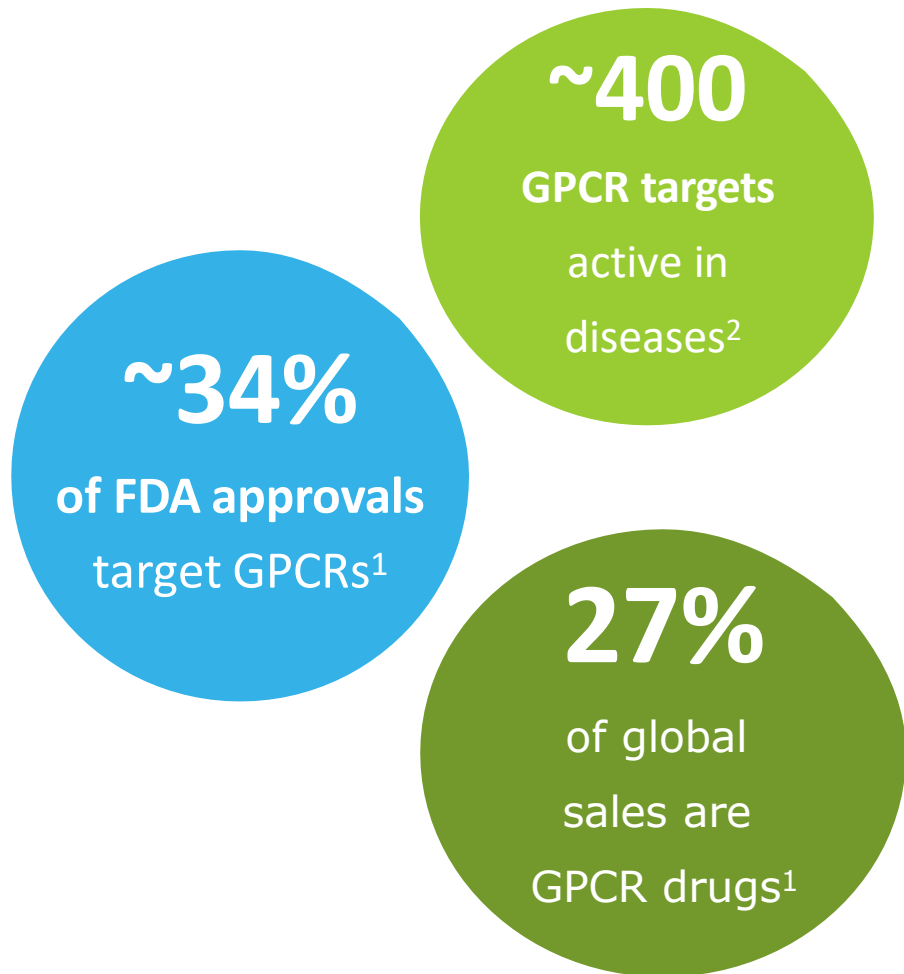 ~400
GPCR targets
active in
diseases²
~34%
of FDA approvals
target GPCRs¹
27%
of global
sales are
GPCR drugs¹